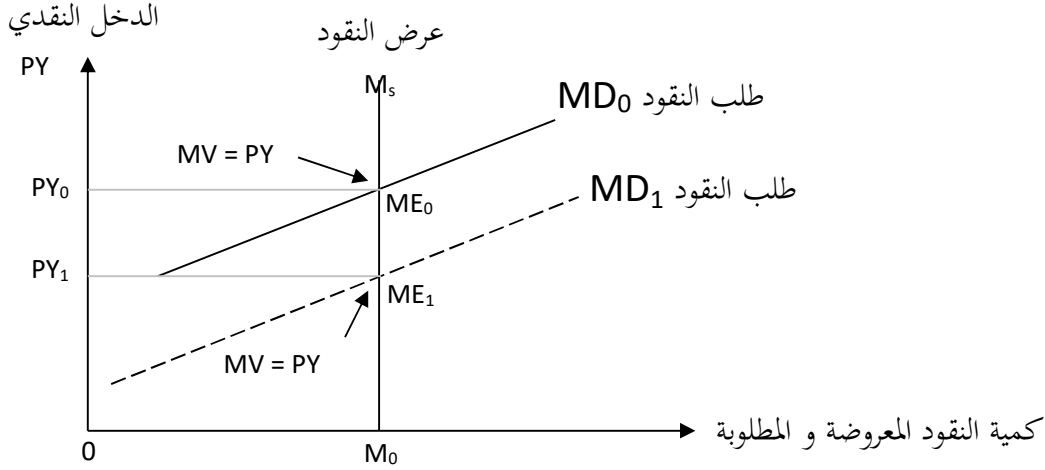 الدخل النقدي
عرض النقود
PY
Ms
طلب النقود MD0
MV = PY
PY0
ME0
طلب النقود MD1
PY1
ME1
MV = PY
كمية النقود المعروضة و المطلوبة
0
M0